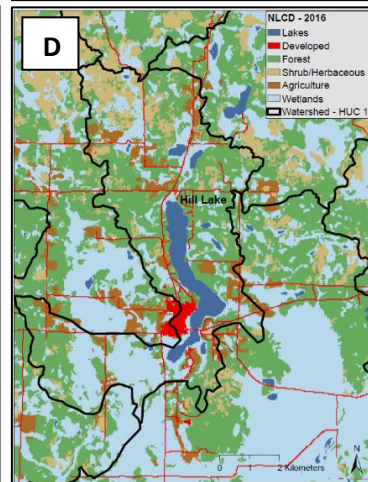 D
NLCD - 2016
Lakes
Developed
Forest
Shrub/Herbaceous
Agriculture
Wetlands
Watershed - HUC 1
Hill Lake
N
0 1 2 Kilometers